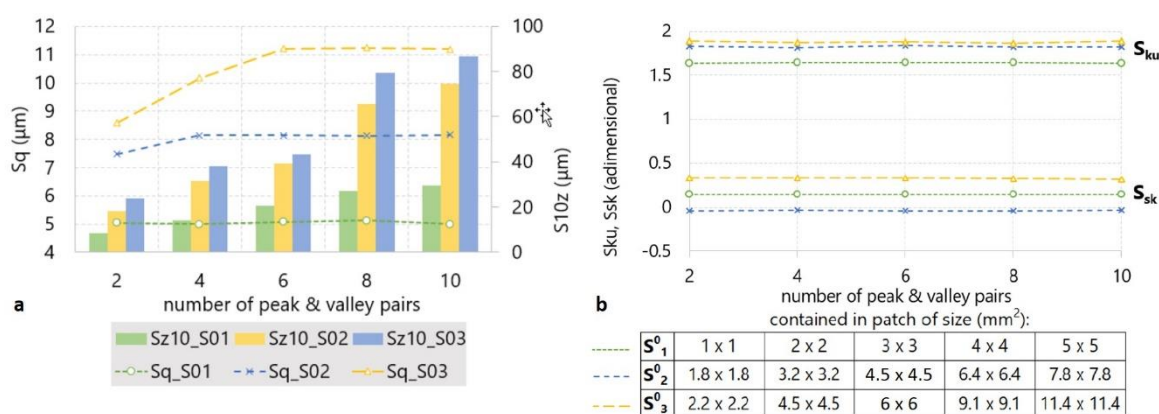 12
11
10
9
8
7
6
5
4
Sq (µm)
100
80
60
40
20
0
S10z (µm)
2 4 6 8 10
number of peak & valley pairs
a
Sz10_S01 Sz10_S02 Sz10_S03
Sq_S01 Sq_S02 Sq_S03
2
1.5
1
0.5
0
-0.5
Sku, Ssk (adimensional)
Sku
Ssk
2 4 6 8 10
number of peak & valley pairs
b
contained in patch of size (mm²):
S⁰₁ 1 x 1 2 x 2 3 x 3 4 x 4 5 x 5
S⁰₂ 1.8 x 1.8 3.2 x 3.2 4.5 x 4.5 6.4 x 6.4 7.8 x 7.8
S⁰₃ 2.2 x 2.2 4.5 x 4.5 6 x 6 9.1 x 9.1 11.4 x 11.4